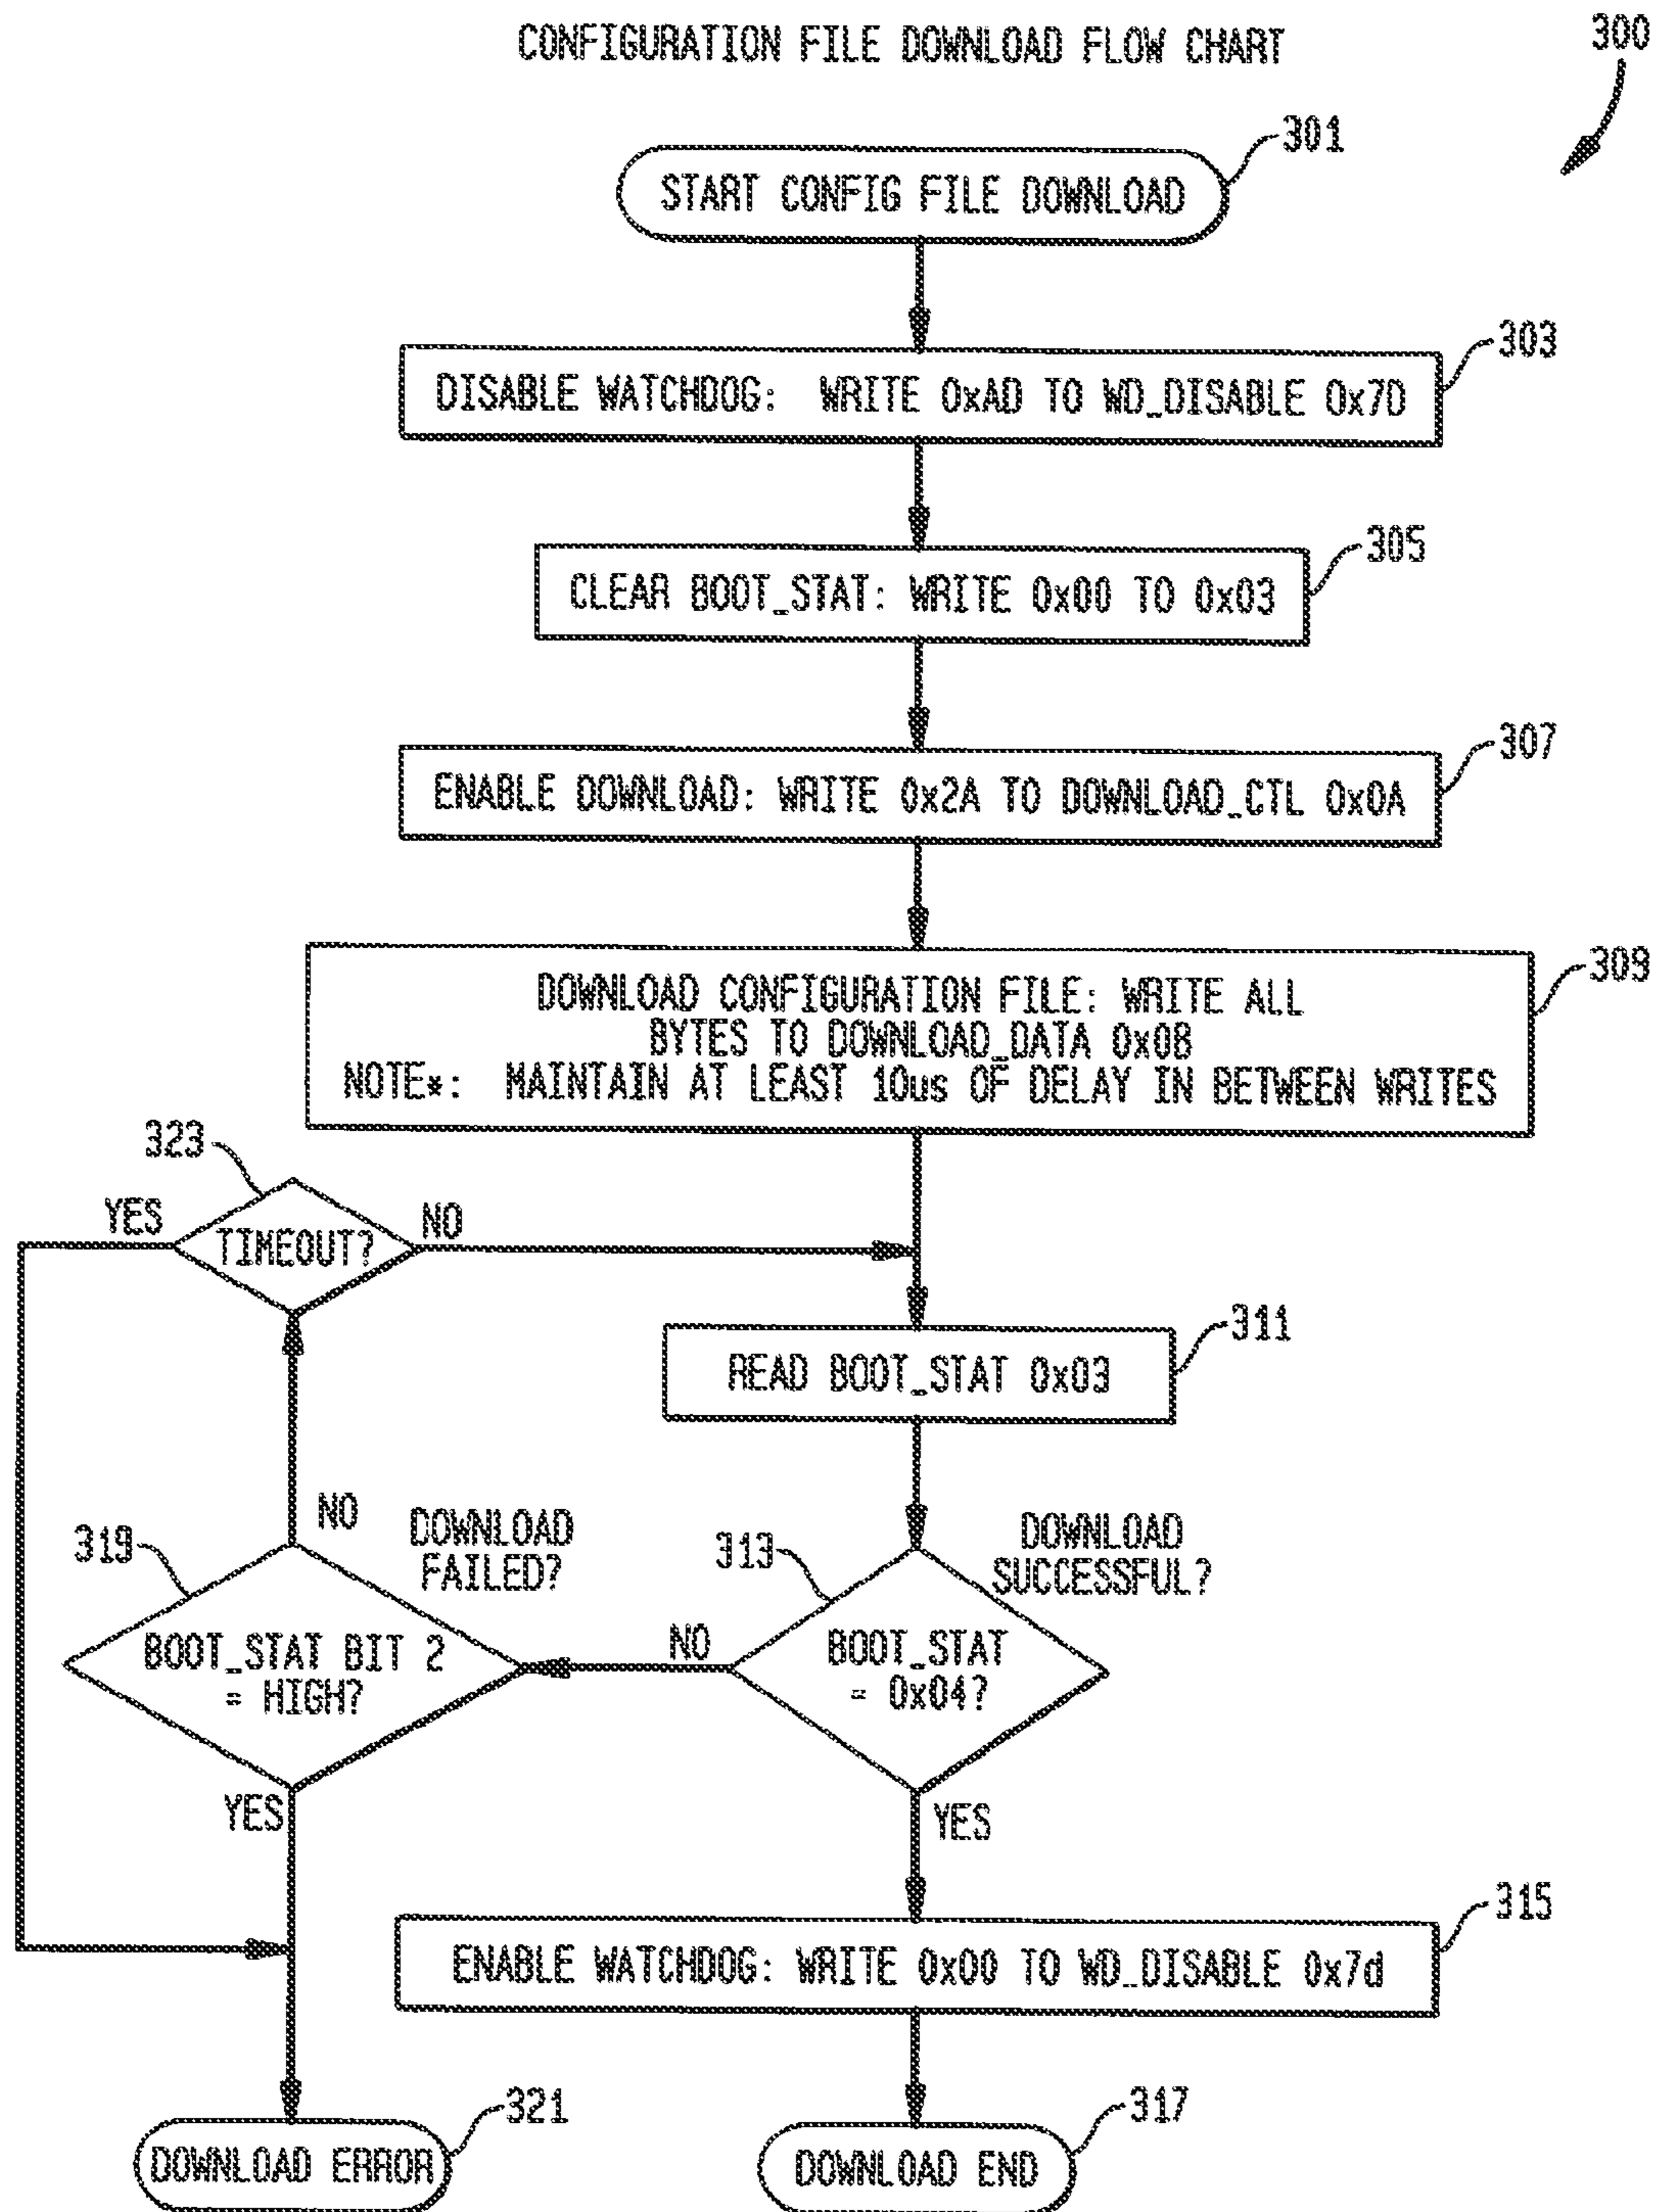 CONFIGURATION FILE DOWNLOAD FLOW CHART
300
301
START CONFIG FILE DOWNLOAD
303
DISABLE WATCHDOG: WRITE 0xAD TO WD_DISABLE 0x7D
305
CLEAR BOOT_STAT: WRITE 0x00 TO 0x03
307
ENABLE DOWNLOAD: WRITE 0x2A TO DOWNLOAD_CTL 0x0A
309
DOWNLOAD CONFIGURATION FILE: WRITE ALL
BYTES TO DOWNLOAD_DATA 0x0B
NOTE*: MAINTAIN AT LEAST 10us OF DELAY IN BETWEEN WRITES
323
YES
NO
TIMEOUT?
311
READ BOOT_STAT 0x03
NO
319
DOWNLOAD
FAILED?
313
DOWNLOAD
SUCCESSFUL?
BOOT_STAT BIT 2
= HIGH?
NO
BOOT_STAT
= 0x04?
YES
YES
315
ENABLE WATCHDOG: WRITE 0x00 TO WD_DISABLE 0x7d
321
DOWNLOAD ERROR
317
DOWNLOAD END